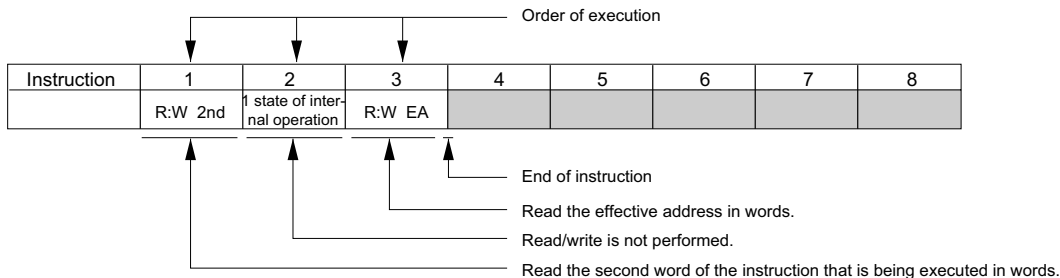 Order of execution
Instruction 1 2 3 4 5 6 7 8
R:W 2nd 1 state of inter-
nal operation R:W EA
End of instruction
Read the effective address in words.
Read/write is not performed.
Read the second word of the instruction that is being executed in words.